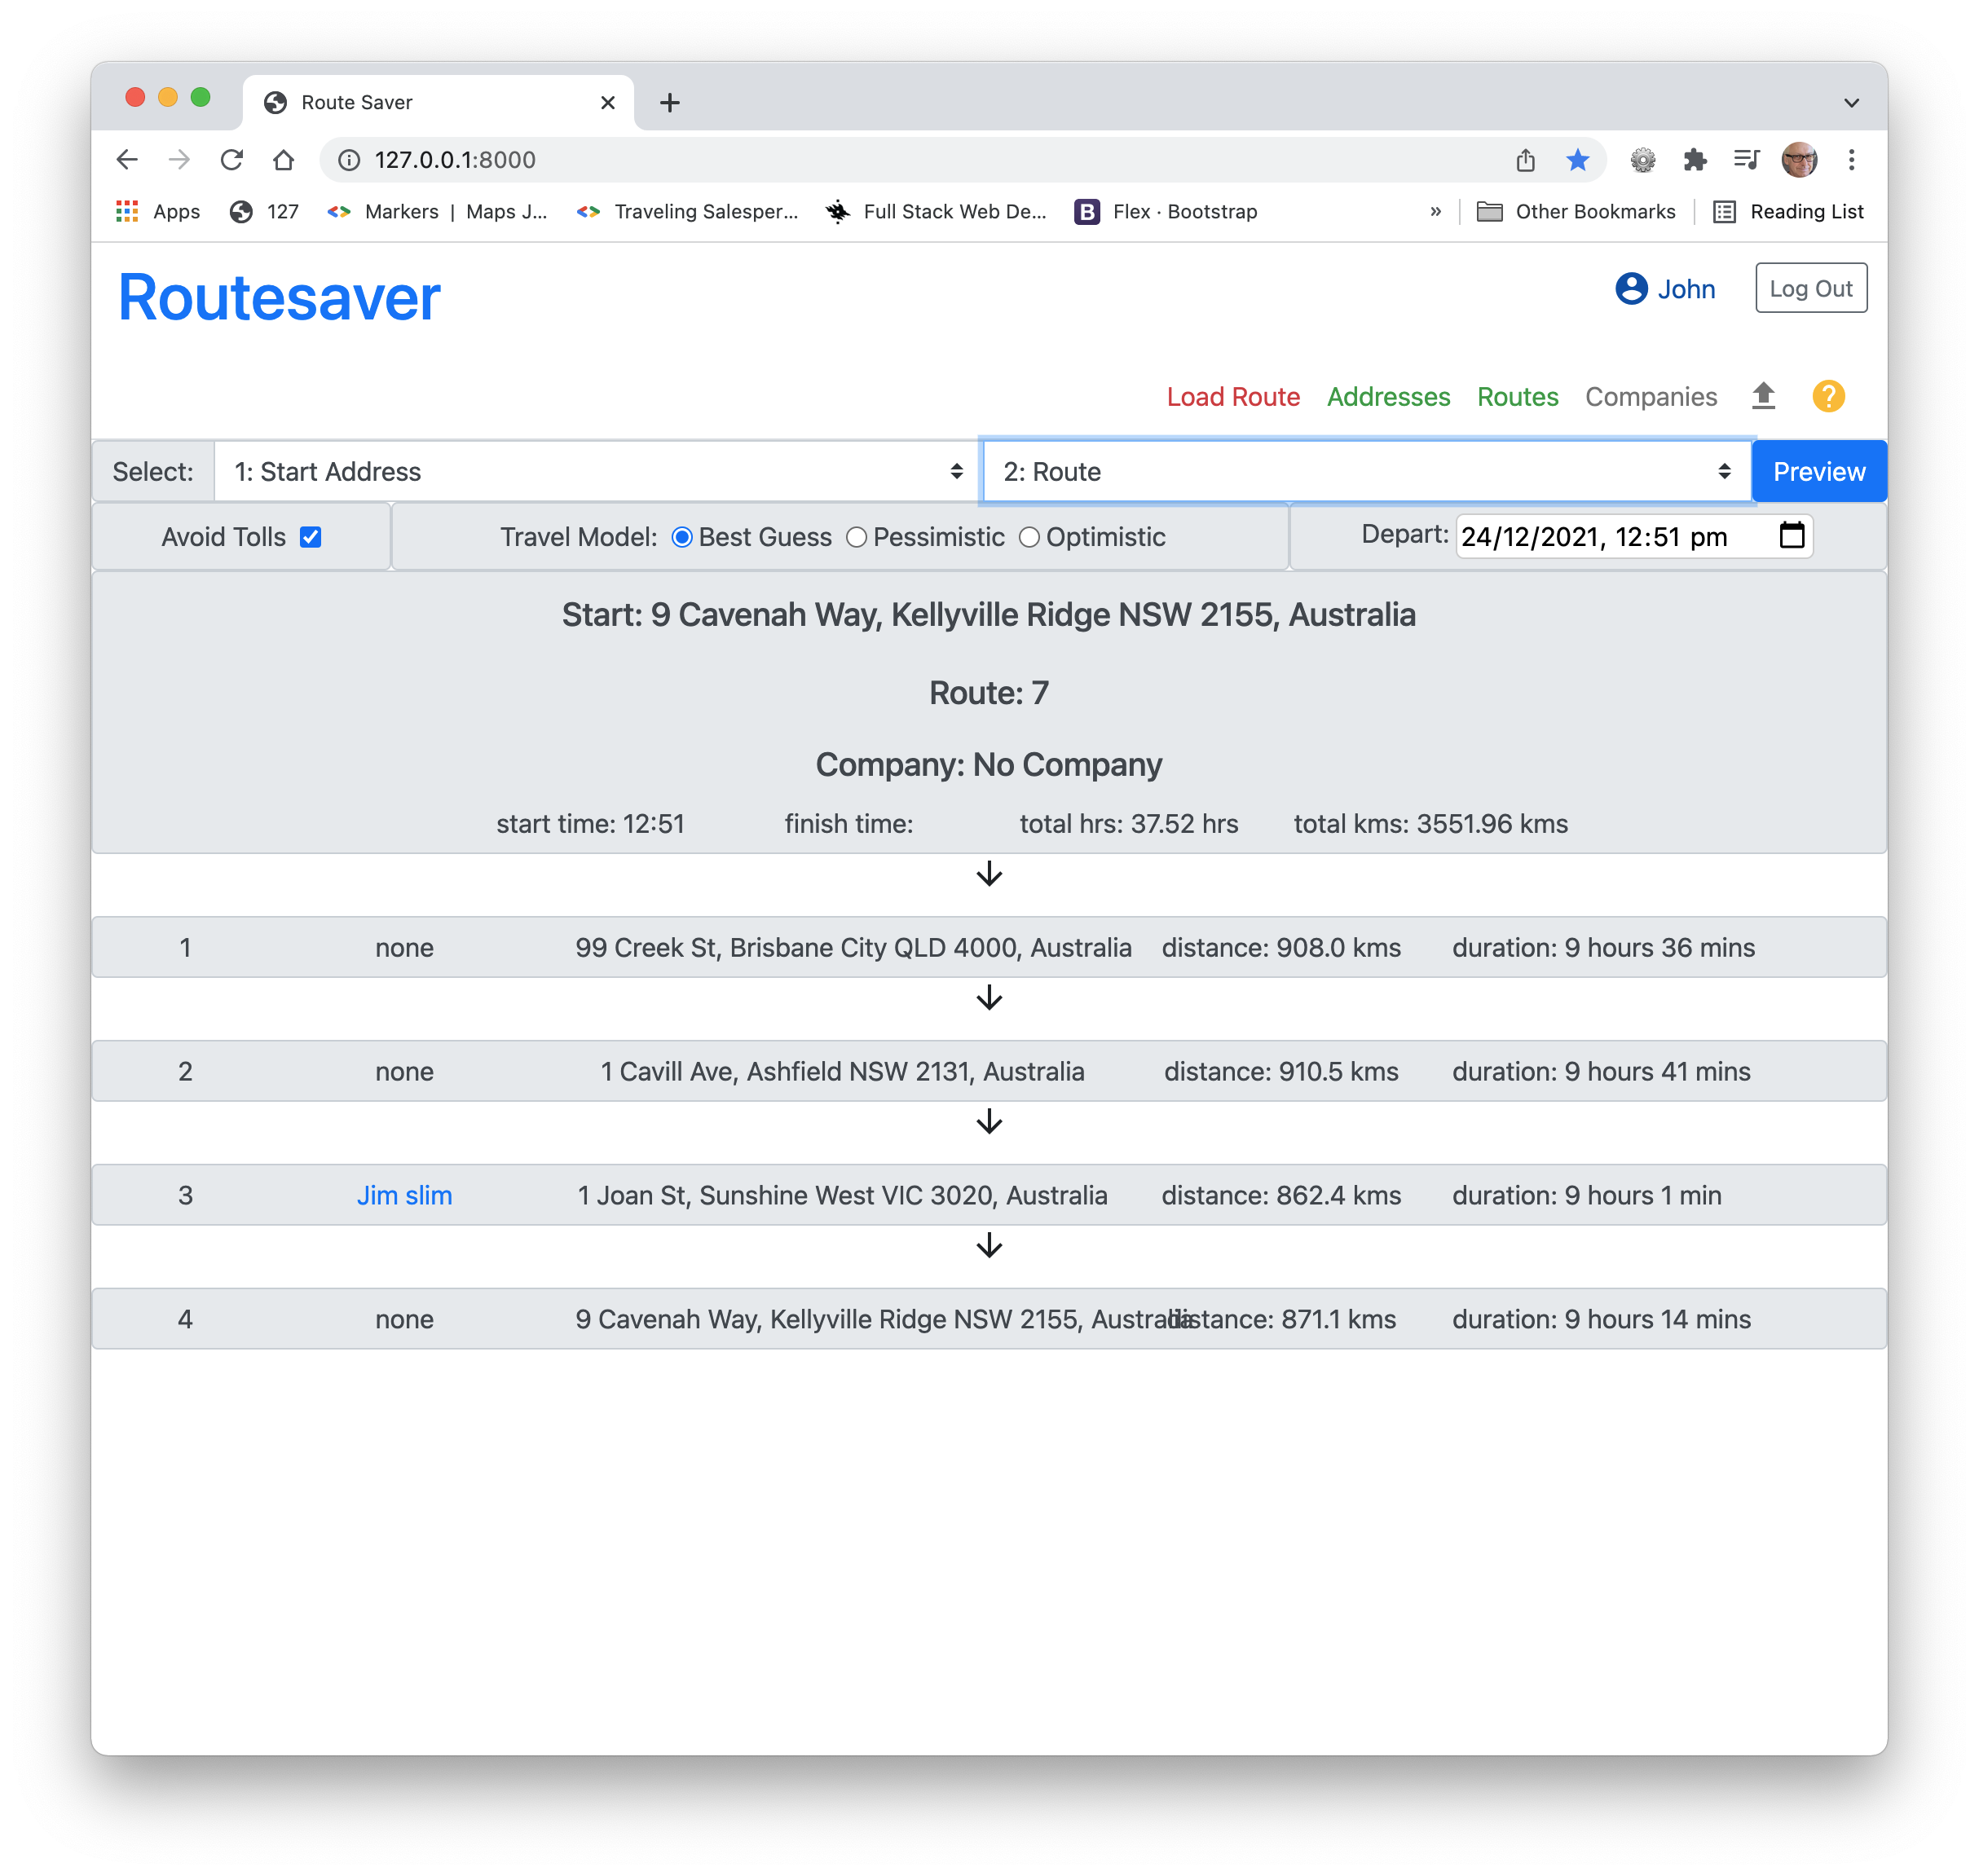 Route Saver
127.0.0.1:8000
Apps 127 Markers | Maps J... Traveling Salesper... Full Stack Web De... B Flex · Bootstrap » Other Bookmarks Reading List
Routesaver John Log Out
Load Route Addresses Routes Companies ?
Select: 1: Start Address 2: Route Preview
Avoid Tolls Travel Model: Best Guess Pessimistic Optimistic Depart: 24/12/2021, 12:51 pm
Start: 9 Cavenah Way, Kellyville Ridge NSW 2155, Australia
Route: 7
Company: No Company
start time: 12:51 finish time: total hrs: 37.52 hrs total kms: 3551.96 kms
1 none 99 Creek St, Brisbane City QLD 4000, Australia distance: 908.0 kms duration: 9 hours 36 mins
2 none 1 Cavill Ave, Ashfield NSW 2131, Australia distance: 910.5 kms duration: 9 hours 41 mins
3 Jim slim 1 Joan St, Sunshine West VIC 3020, Australia distance: 862.4 kms duration: 9 hours 1 min
4 none 9 Cavenah Way, Kellyville Ridge NSW 2155, Australia distance: 871.1 kms duration: 9 hours 14 mins